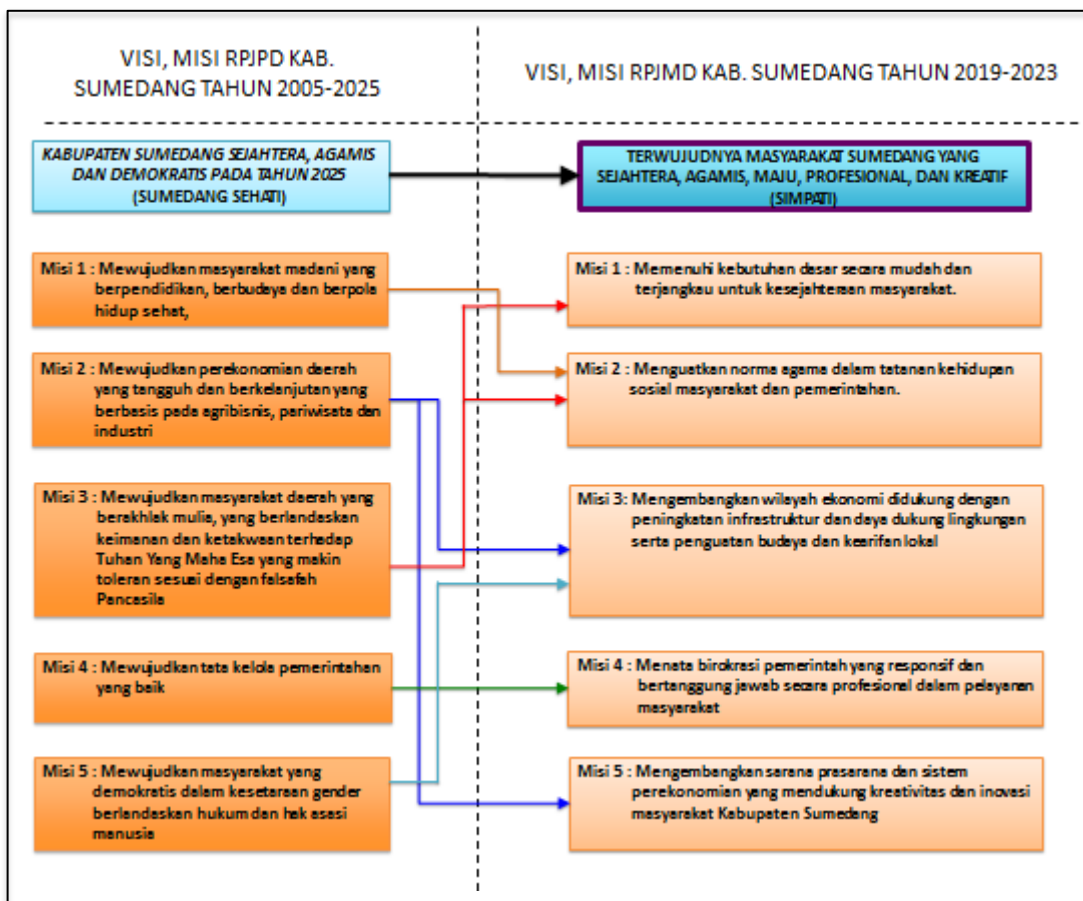 VISI, MISI RPJPD KAB.
SUMEDANG TAHUN 2005-2025
VISI, MISI RPJMD KAB. SUMEDANG TAHUN 2019-2023
KABUPATEN SUMEDANG SEJAHTERA, AGAMIS
DAN DEMOKRATIS PADA TAHUN 2025
(SUMEDANG SEHATI)
TERWUJUDNYA MASYARAKAT SUMEDANG YANG
SEJAHTERA, AGAMIS, MAJU, PROFESIONAL, DAN KREATIF
(SIMPATI)
Misi 1 : Mewujudkan masyarakat madani yang
berpendidikan, berbudaya dan berpola
hidup sehat,
Misi 2 : Mewujudkan perekonomian daerah
yang tangguh dan berkelanjutan yang
berbasis pada agribisnis, pariwisata dan
industri
Misi 3 : Mewujudkan masyarakat daerah yang
berakhlak mulia, yang berlandaskan
keimanan dan ketakwaan terhadap
Tuhan Yang Maha Esa yang makin
toleran sesuai dengan falsafah
Pancasila
Misi 4 : Mewujudkan tata kelola pemerintahan
yang baik
Misi 5 : Mewujudkan masyarakat yang
demokratis dalam kesetaraan gender
berlandaskan hukum dan hak asasi
manusia
Misi 1 : Memenuhi kebutuhan dasar secara mudah dan
terjangkau untuk kesejahteraan masyarakat.
Misi 2 : Menguatkan norma agama dalam tatanan kehidupan
sosial masyarakat dan pemerintahan.
Misi 3: Mengembangkan wilayah ekonomi didukung dengan
peningkatan infrastruktur dan daya dukung lingkungan
serta penguatan budaya dan kearifan lokal
Misi 4 : Menata birokrasi pemerintah yang responsif dan
bertanggung jawab secara profesional dalam pelayanan
masyarakat
Misi 5 : Mengembangkan sarana prasarana dan sistem
perekonomian yang mendukung kreativitas dan inovasi
masyarakat Kabupaten Sumedang